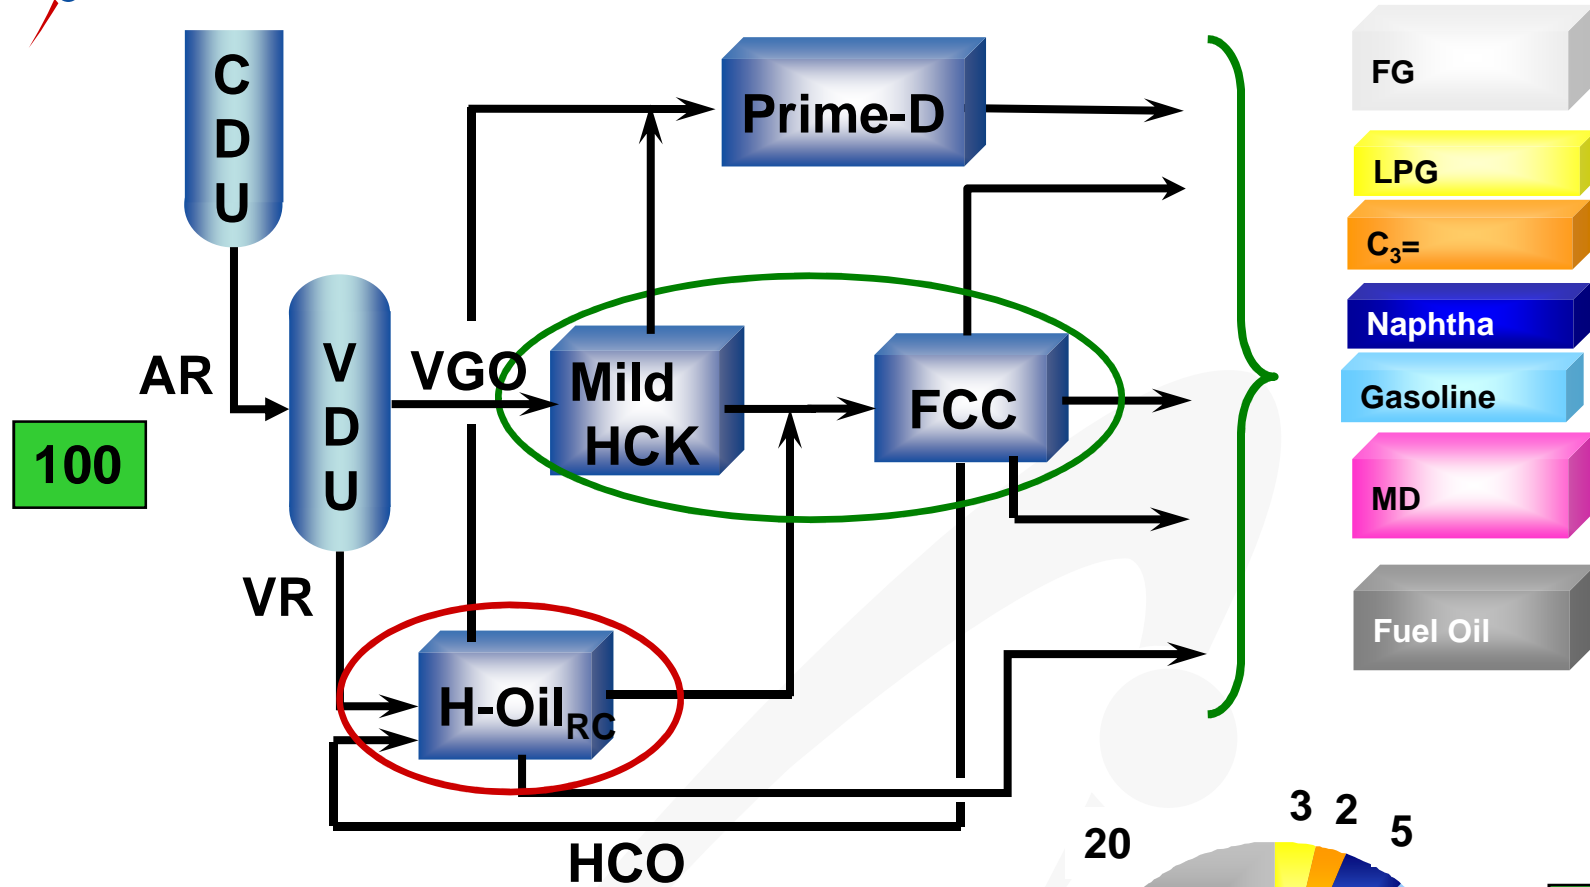 C
D
U
Prime-D
FG
LPG
C₃=
Naphtha
Gasoline
MD
Fuel Oil
AR
V
D
U
VGO
Mild
HCK
FCC
100
VR
H-Oil_RC
HCO
20
3
2
5